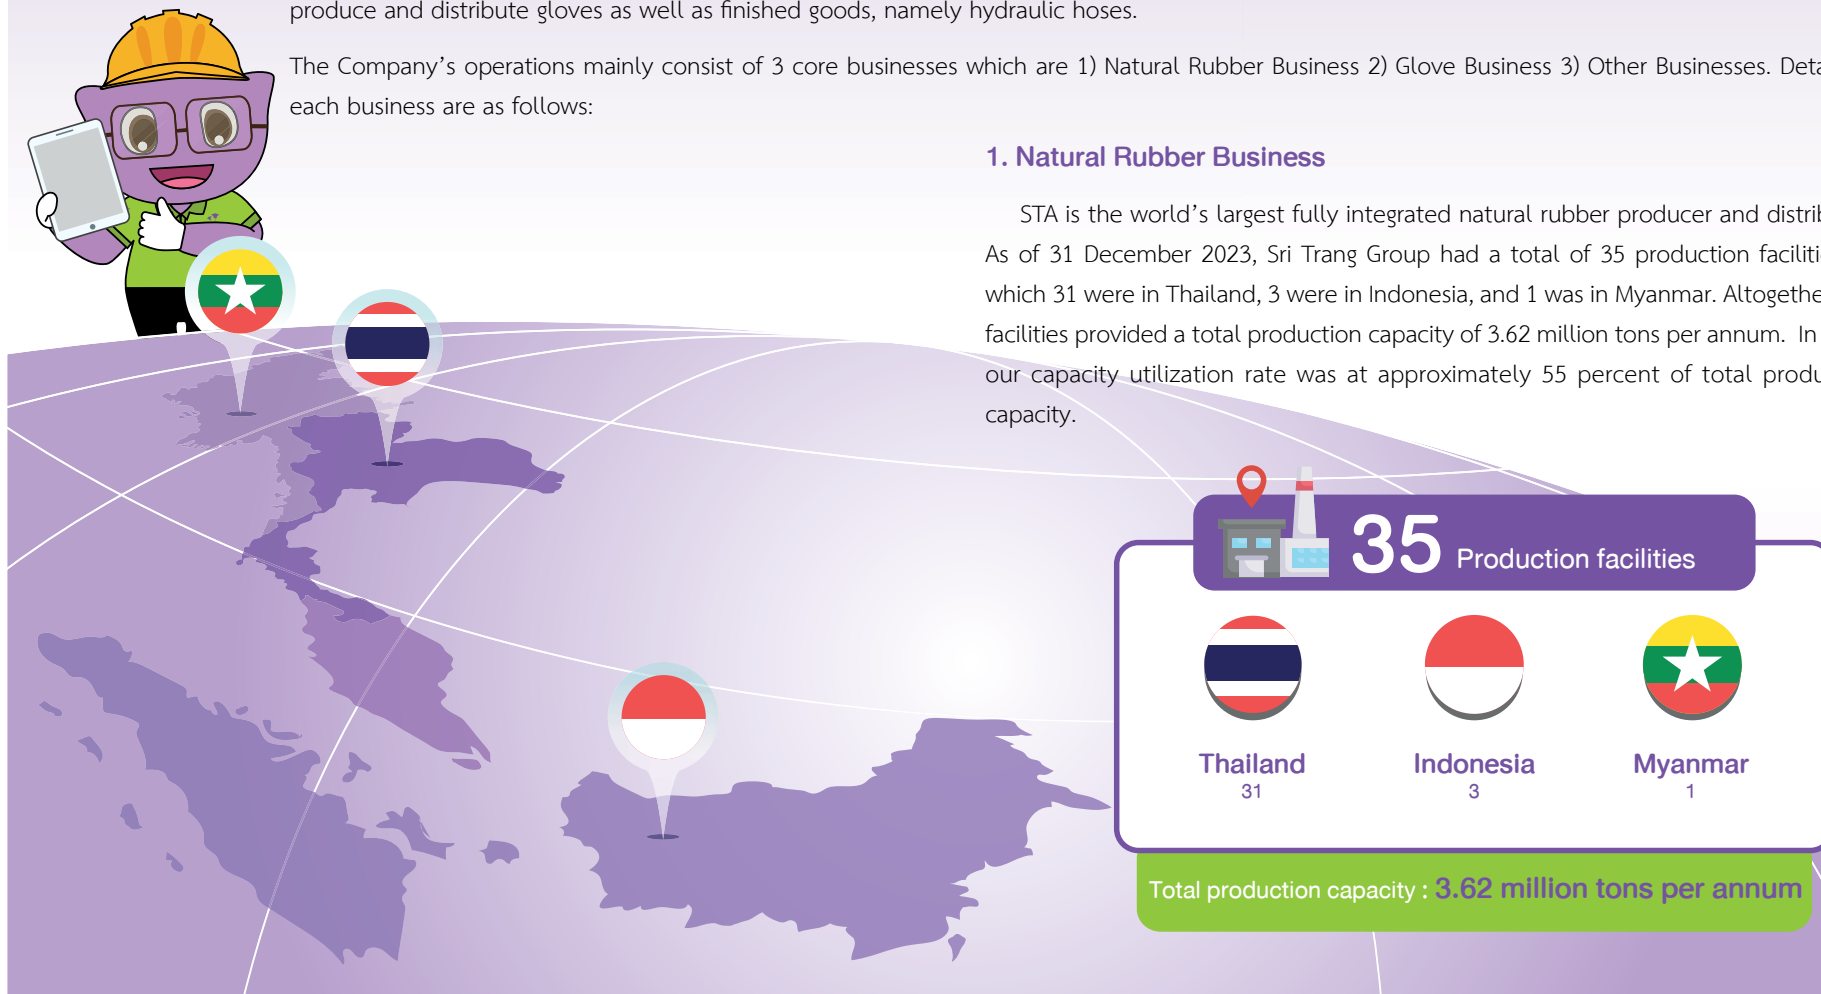 produce and distribute gloves as well as finished goods, namely hydraulic hoses.
The Company's operations mainly consist of 3 core businesses which are 1) Natural Rubber Business 2) Glove Business 3) Other Businesses.
each business are as follows:
1. Natural Rubber Business
STA is the world's largest fully integrated natural rubber producer and
As of 31 December 2023, Sri Trang Group had a total of 35 production
which 31 were in Thailand, 3 were in Indonesia, and 1 was in Myanmar.
facilities provided a total production capacity of 3.62 million tons per annum. In
our capacity utilization rate was at approximately 55 percent of total
capacity.
35 Production facilities
Thailand
31
Indonesia
3
Myanmar
1
Total production capacity : 3.62 million tons per annum